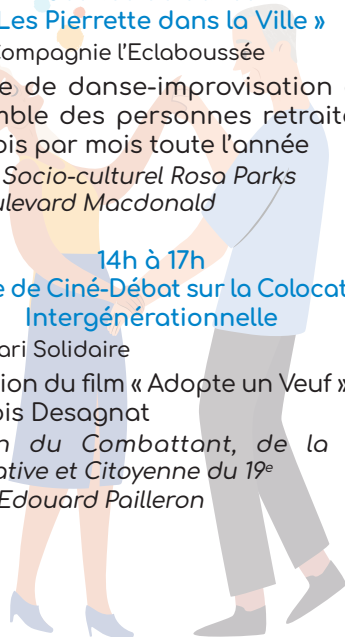 Les Pierrette dans la Ville »
ompagnie l'Eclaboussée
e de danse-improvisation
mble des personnes retrait
ois par mois toute l'année
Socio-culturel Rosa Parks
ulevard Macdonald
14h à 17h
e de Ciné-Débat sur la Colocat
Intergénérationnelle
ari Solidaire
ion du film « Adopte un Veuf »
ois Desagnat
n du Combattant, de la
ative et Citoyenne du 19e
Edouard Pailleron